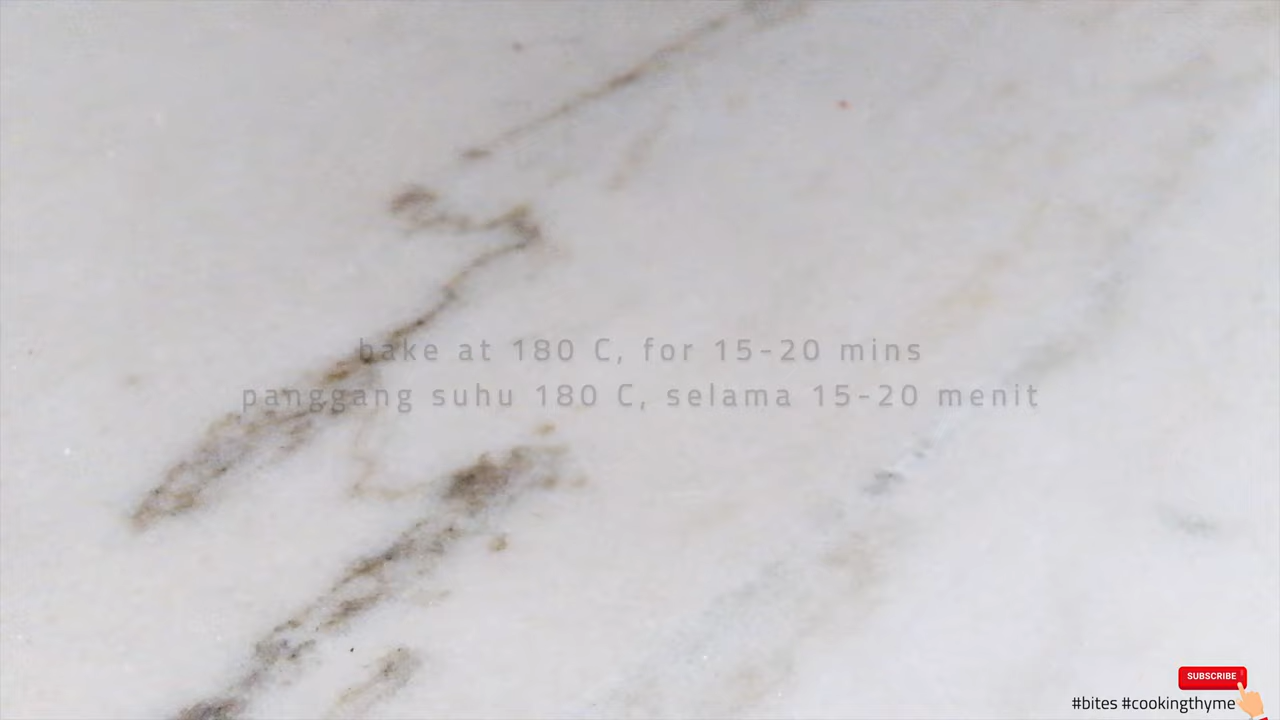 bake at 180 C, for 15-20 mins
panggang suhu 180 C, selama 15-20 menit
SUBSCRIBE
#bites #cookingthyme